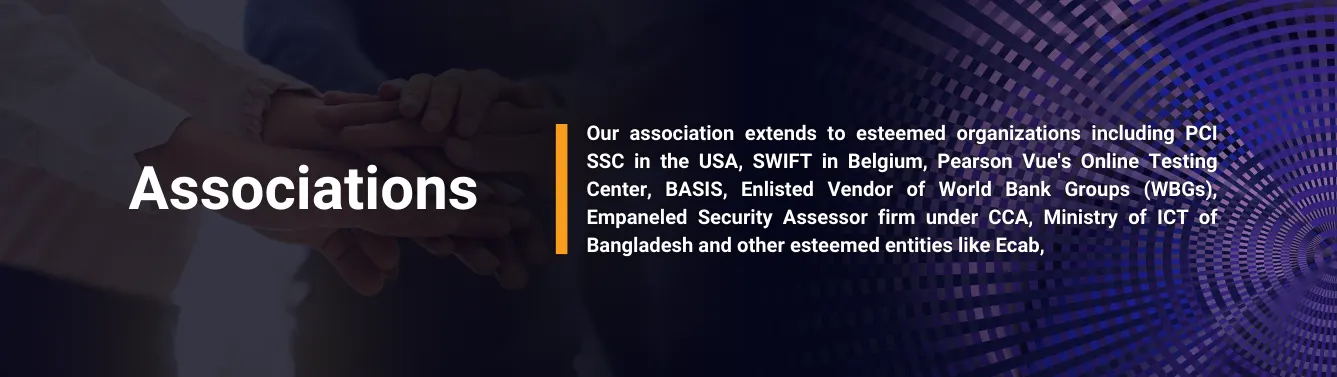 Associations
Our association extends to esteemed organizations including PCI
SSC in the USA, SWIFT in Belgium, Pearson Vue's Online Testing
Center, BASIS, Enlisted Vendor of World Bank Groups (WBGs),
Empaneled Security Assessor firm under CCA, Ministry of ICT of
Bangladesh and other esteemed entities like Ecab,